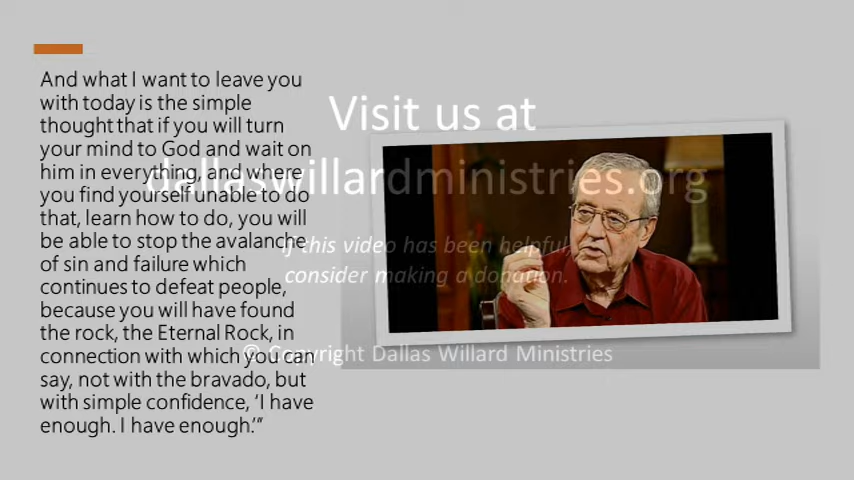 And what I want to leave you
with today is the simple
thought that if you will turn
your mind to God and wait on
him in everything, and where
you find yourself unable to do
that, learn how to do, you will
be able to stop the avalanche
of sin and failure which
continues to defeat people,
because you will have found
the rock, the Eternal Rock, in
connection with which you can
say, not with the bravado, but
with simple confidence, ‘I have
enough. I have enough.’”
Visit us at
dallaswillardministries.org
If this video has been helpful
consider making a donation.
© Copyright Dallas Willard Ministries